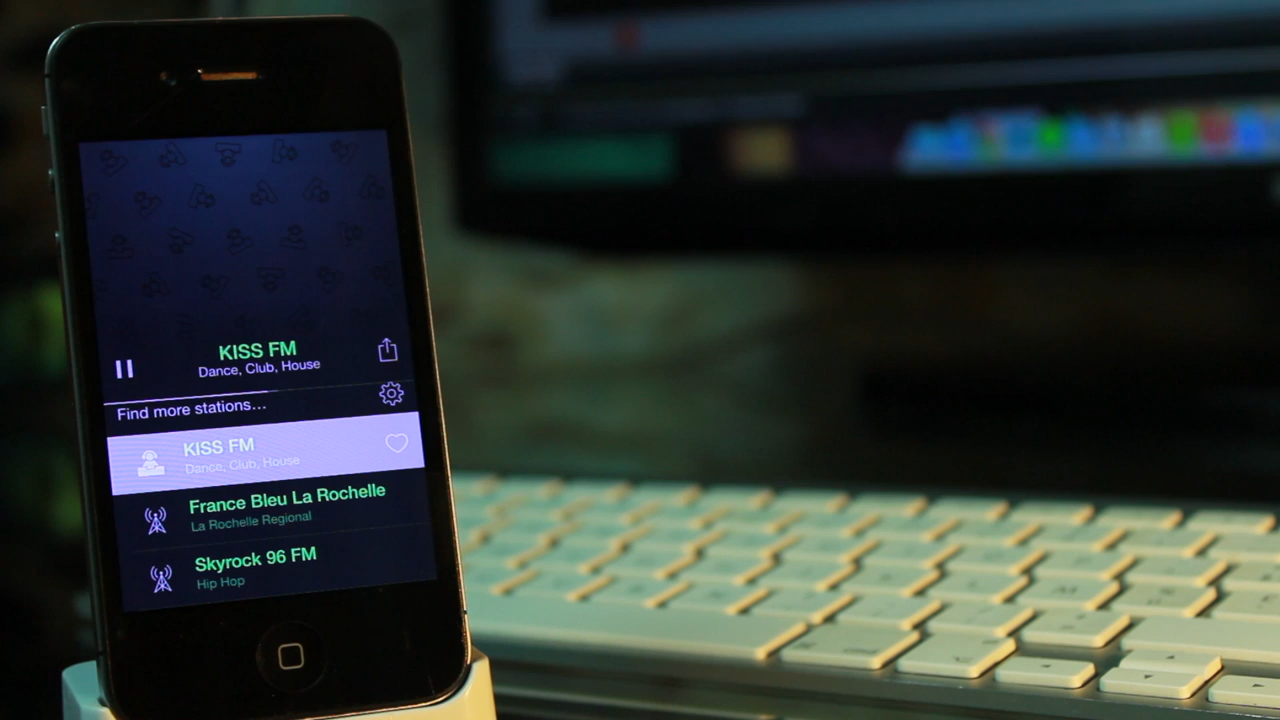 KISS FM
Dance, Club, House
Find more stations...
KISS FM
Dance, Club, House
France Bleu La Rochelle
La Rochelle Regional
Skyrock 96 FM
Hip Hop